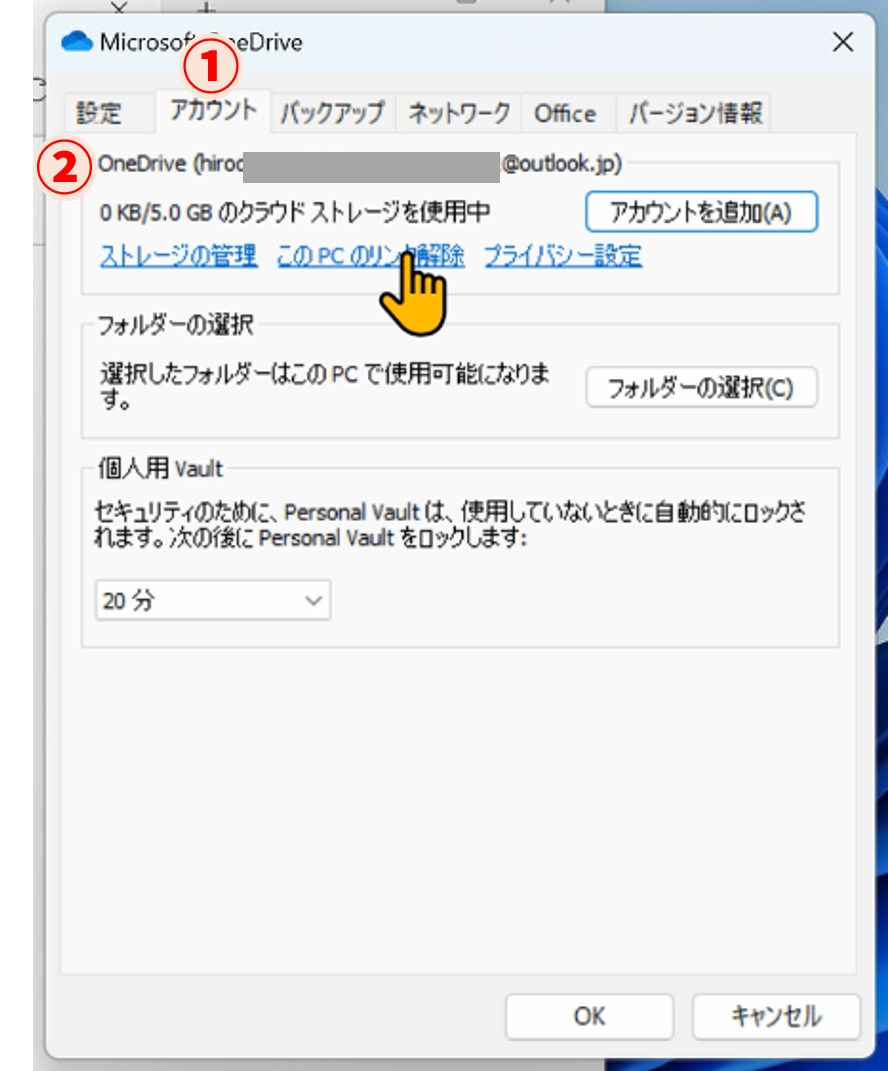 Microsoft OneDrive
①
設定 アカウント バックアップ ネットワーク Office バージョン情報
②
OneDrive (hiroc @outlook.jp)
0 KB/5.0 GB のクラウド ストレージを使用中
アカウントを追加(A)
ストレージの管理 この PC のリンク解除 プライバシー設定
フォルダーの選択
選択したフォルダーはこの PC で使用可能になりま
す。
フォルダーの選択(C)
個人用 Vault
セキュリティのために、Personal Vault は、使用していないときに自動的にロックさ
れます。次の後に Personal Vault をロックします:
20 分
OK キャンセル